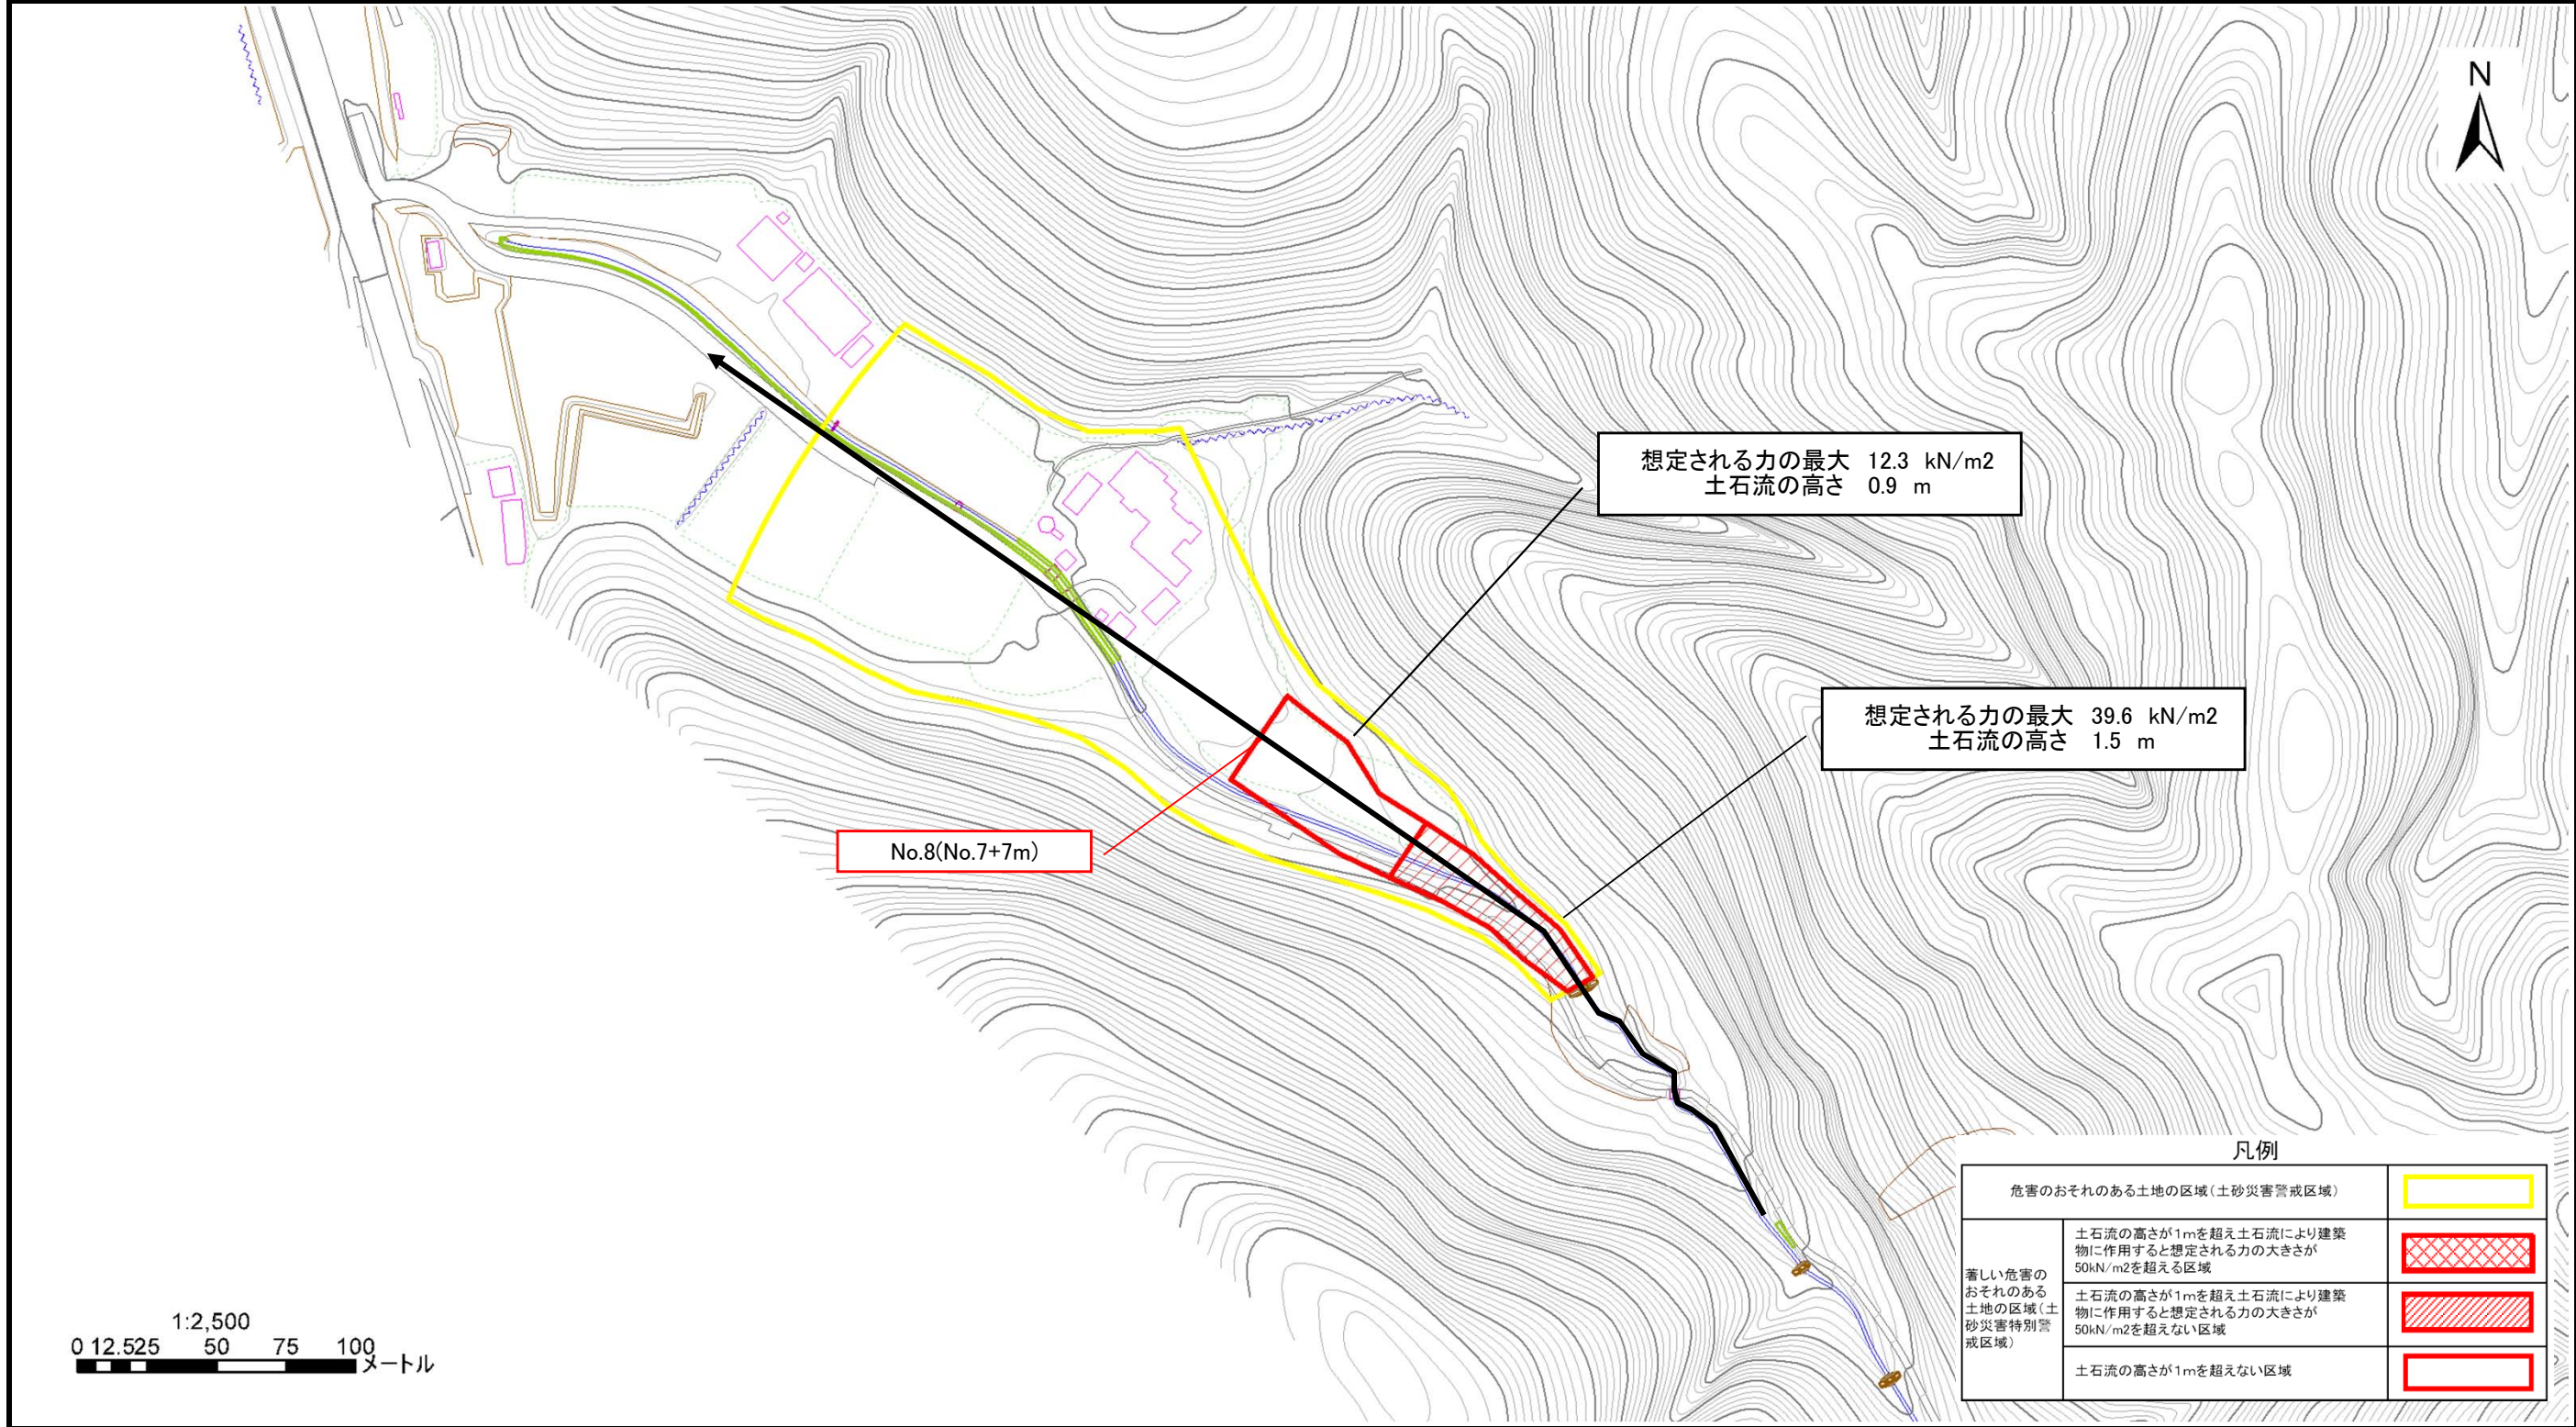 N
想定される力の最大 12.3 kN/m2
土石流の高さ 0.9 m
想定される力の最大 39.6 kN/m2
土石流の高さ 1.5 m
No.8(No.7+7m)
凡例
危害のおそれのある土地の区域(土砂災害警戒区域)
著しい危害の
おそれのある
土地の区域(土
砂災害特別警
戒区域)
土石流の高さが1mを超え土石流により建築
物に作用すると想定される力の大きさが
50kN/m2を超える区域
土石流の高さが1mを超え土石流により建築
物に作用すると想定される力の大きさが
50kN/m2を超えない区域
土石流の高さが1mを超えない区域
1:2,500
0 12.525 50 75 100
メートル